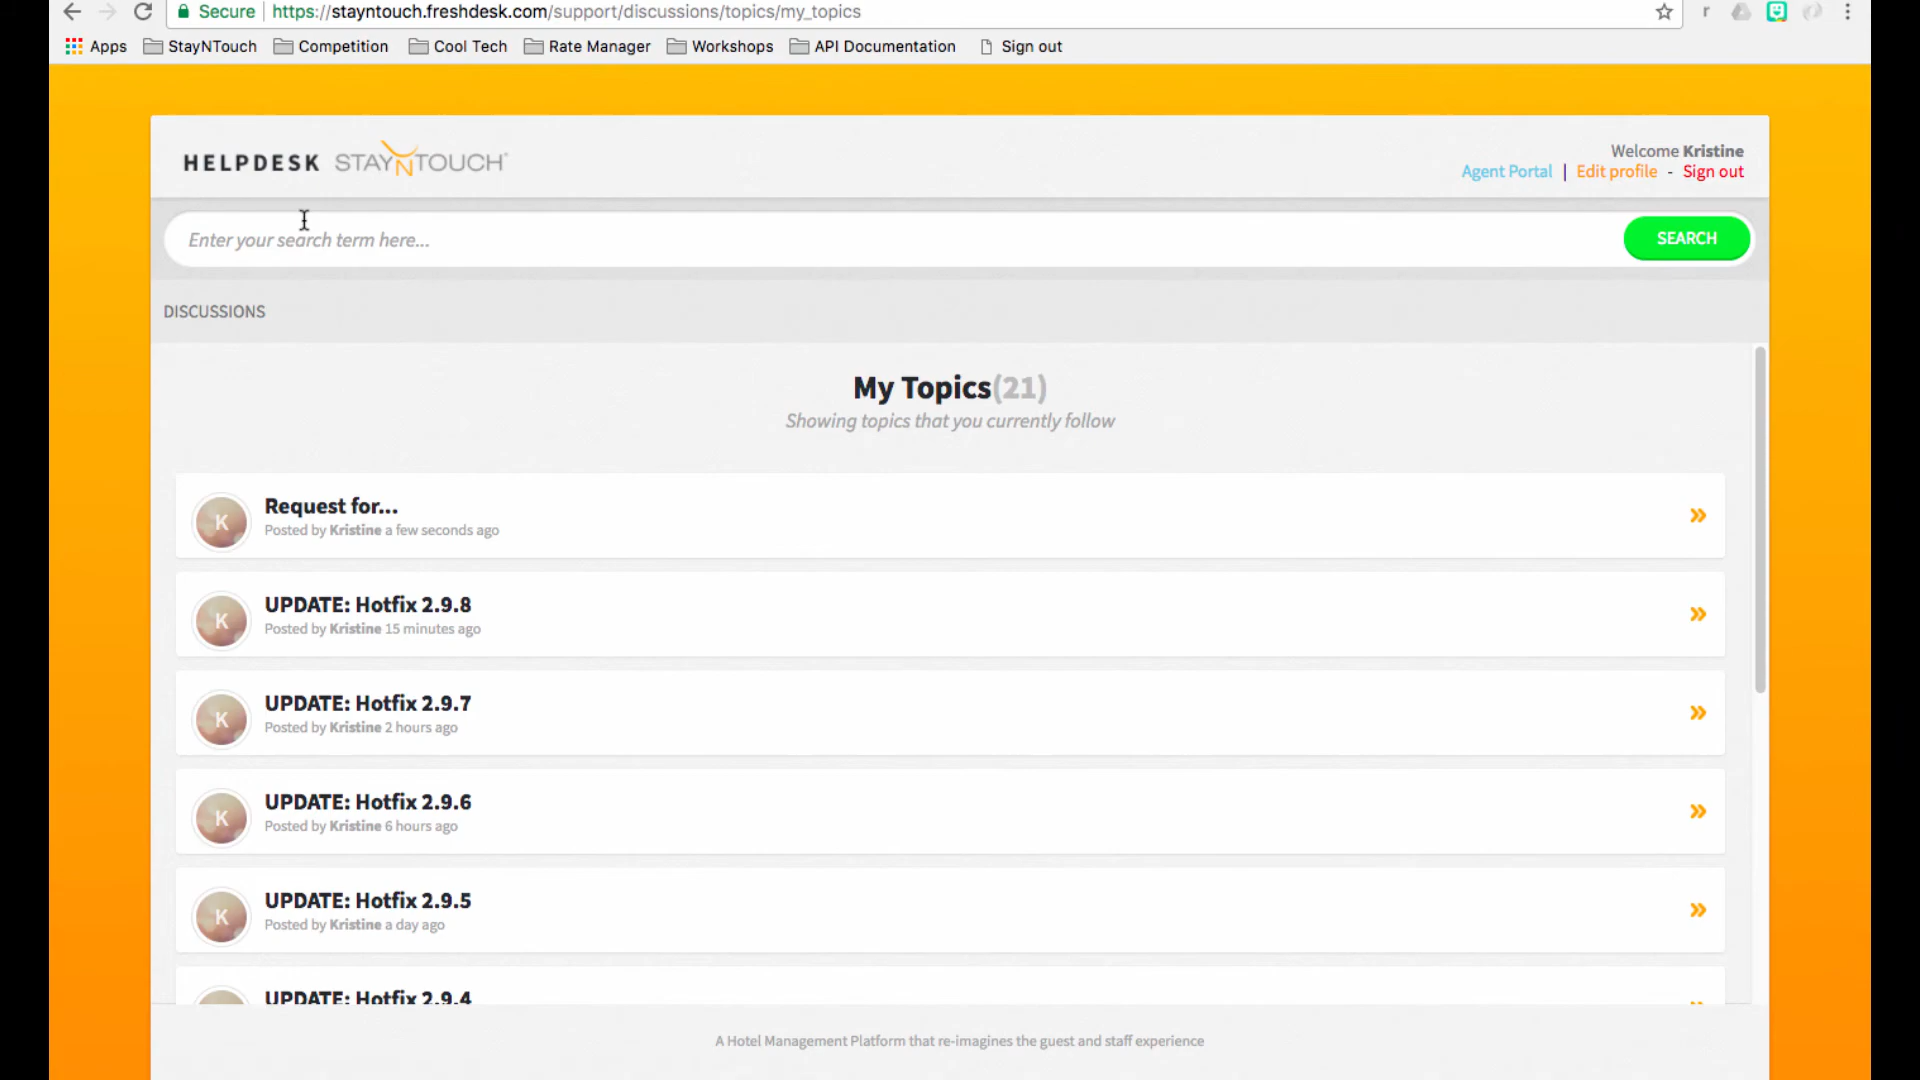 Secure https://stayntouch.freshdesk.com/support/discussions/topics/my_topics r
Apps StayNTouch Competition Cool Tech Rate Manager Workshops API Documentation Sign out
HELPDESK STAYNTOUCH®
Welcome Kristine
Agent Portal | Edit profile - Sign out
Enter your search term here...
SEARCH
DISCUSSIONS
My Topics(21)
Showing topics that you currently follow
K
Request for...
Posted by Kristine a few seconds ago
»
K
UPDATE: Hotfix 2.9.8
Posted by Kristine 15 minutes ago
»
K
UPDATE: Hotfix 2.9.7
Posted by Kristine 2 hours ago
»
K
UPDATE: Hotfix 2.9.6
Posted by Kristine 6 hours ago
»
K
UPDATE: Hotfix 2.9.5
Posted by Kristine a day ago
»
UPDATE: Hotfix 2.9.4
A Hotel Management Platform that re-imagines the guest and staff experience